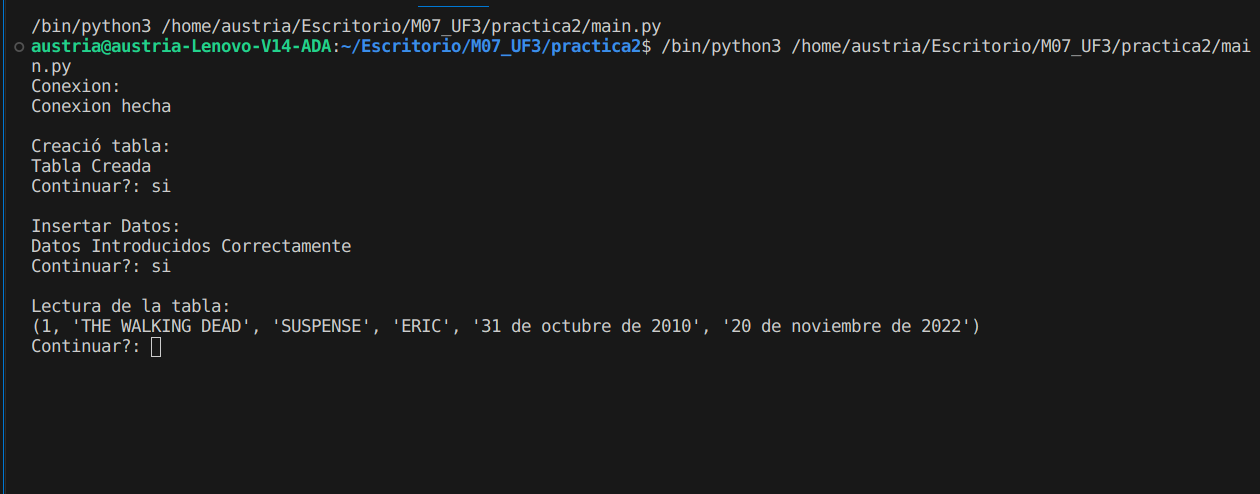 /bin/python3 /home/austria/Escritorio/M07_UF3/practica2/main.py
austria@austria-Lenovo-V14-ADA:~/Escritorio/M07_UF3/practica2$ /bin/python3 /home/austria/Escritorio/M07_UF3/practica2/mai
n.py
Conexion:
Conexion hecha
Creació tabla:
Tabla Creada
Continuar?: si
Insertar Datos:
Datos Introducidos Correctamente
Continuar?: si
Lectura de la tabla:
(1, 'THE WALKING DEAD', 'SUSPENSE', 'ERIC', '31 de octubre de 2010', '20 de noviembre de 2022')
Continuar?: